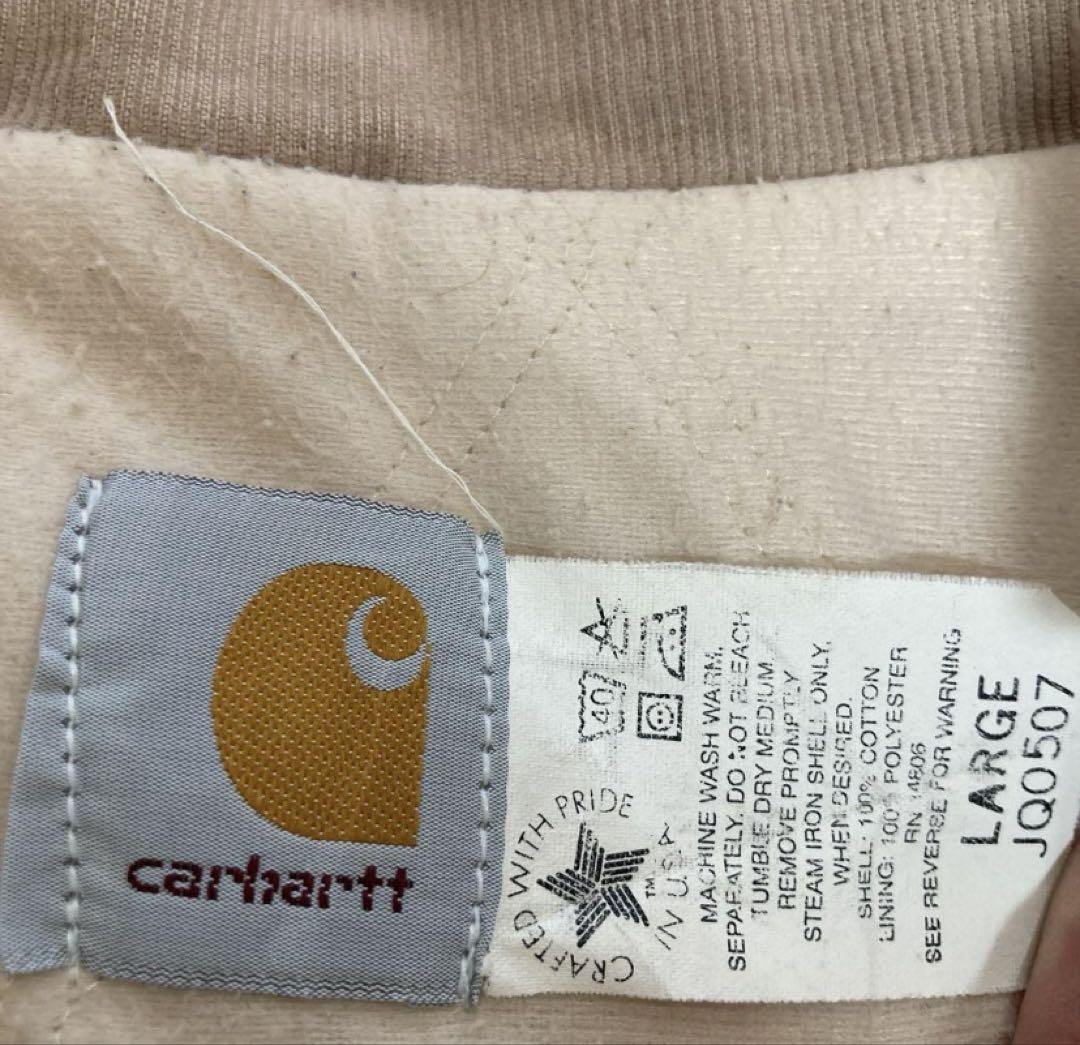 carhartt
40
CRAFTED WITH PRIDE
IN U.S.A.
TM
MACHINE WASH WARM.
SEPARATELY. DO NOT BLEACH
TUMBLE DRY MEDIUM.
REMOVE PROMPTLY
STEAM IRON SHELL ONLY,
WHEN DESIRED.
SHELL: 100% COTTON
LINING: 100% POLYESTER
RN 14806
SEE REVERSE FOR WARNING
LARGE
JQ0507